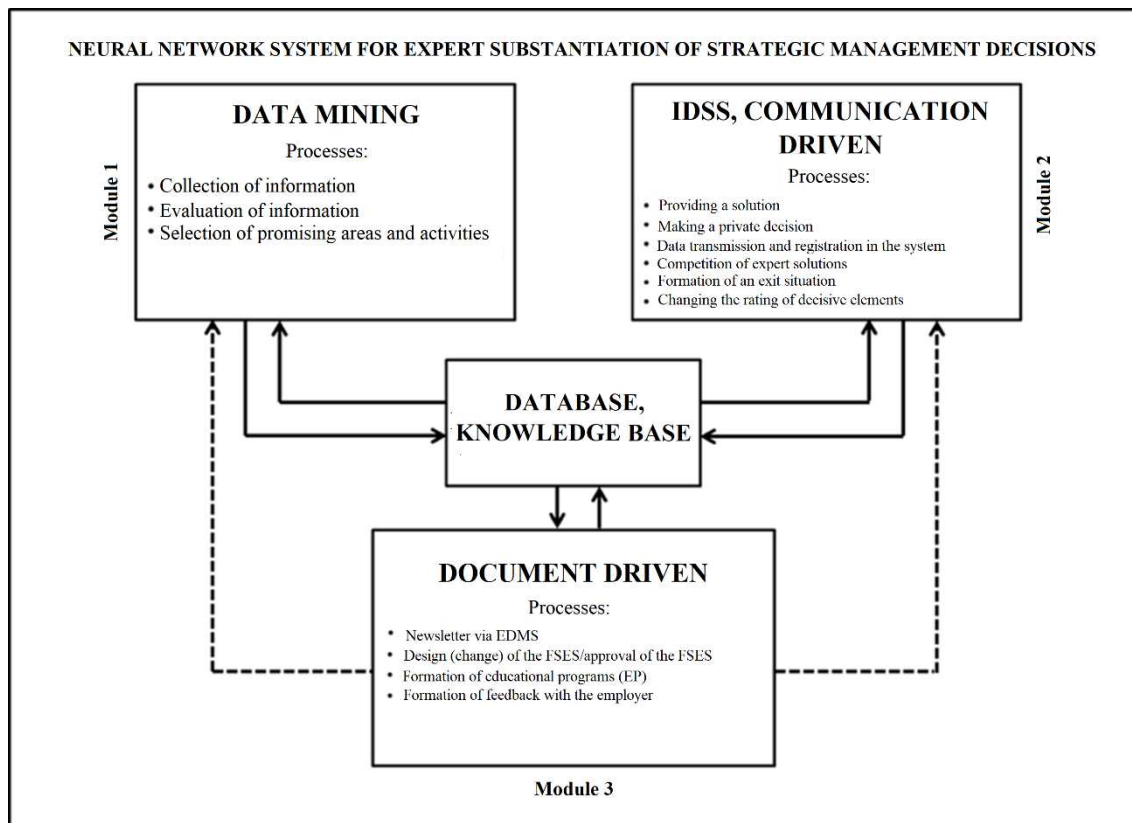 NEURAL NETWORK SYSTEM FOR EXPERT SUBSTANTIATION OF STRATEGIC MANAGEMENT DECISIONS
Module 1
DATA MINING
Processes:
• Collection of information
• Evaluation of information
• Selection of promising areas and activities
IDSS, COMMUNICATION
DRIVEN
Processes:
• Providing a solution
• Making a private decision
• Data transmission and registration in the system
• Competition of expert solutions
• Formation of an exit situation
• Changing the rating of decisive elements
Module 2
DATABASE,
KNOWLEDGE BASE
DOCUMENT DRIVEN
Processes:
• Newsletter via EDMS
• Design (change) of the FSES/approval of the FSES
• Formation of educational programs (EP)
• Formation of feedback with the employer
Module 3